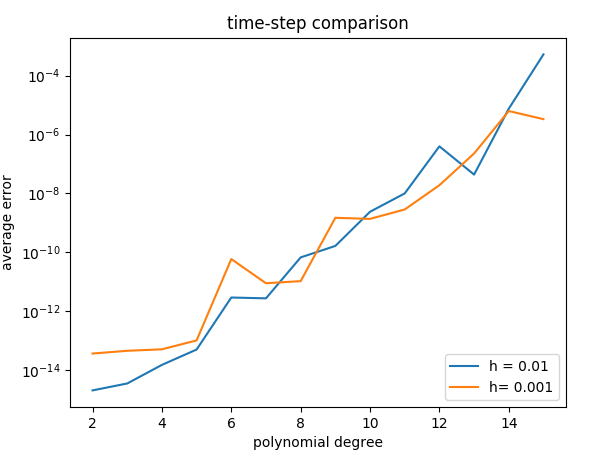 time-step comparison
average error
10⁻⁴
10⁻⁶
10⁻⁸
10⁻¹⁰
10⁻¹²
10⁻¹⁴
h = 0.01
h= 0.001
2 4 6 8 10 12 14
polynomial degree